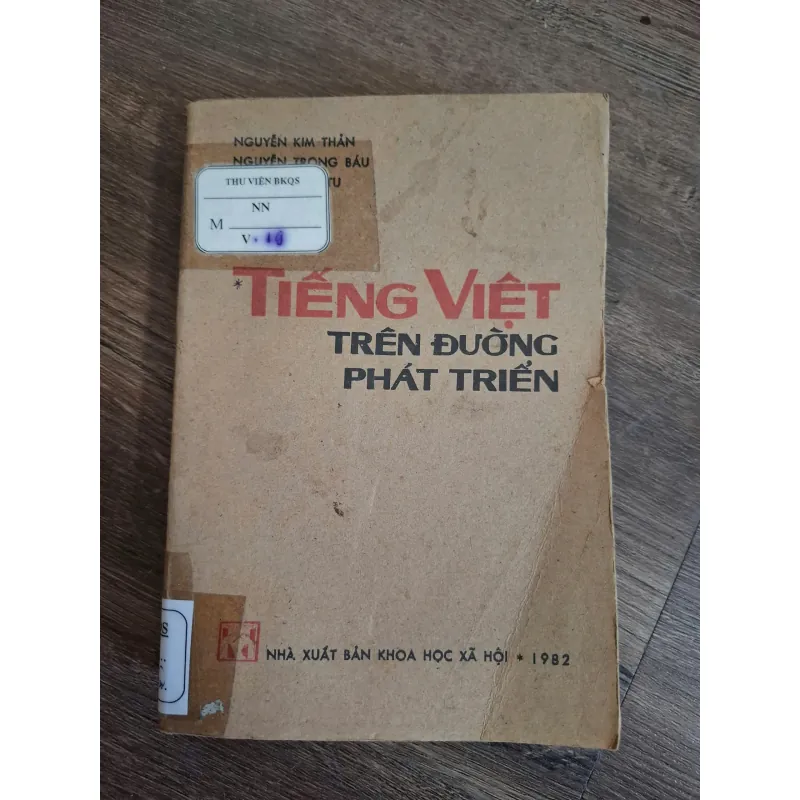 NGUYỄN KIM THẢN
NGUYỄN TRỌNG BÁU
TU
THƯ VIỆN BKQS
NN
M
V
* TIẾNG VIỆT
TRÊN ĐƯỜNG
PHÁT TRIỂN
NHÀ XUẤT BẢN KHOA HỌC XÃ HỘI * 1982